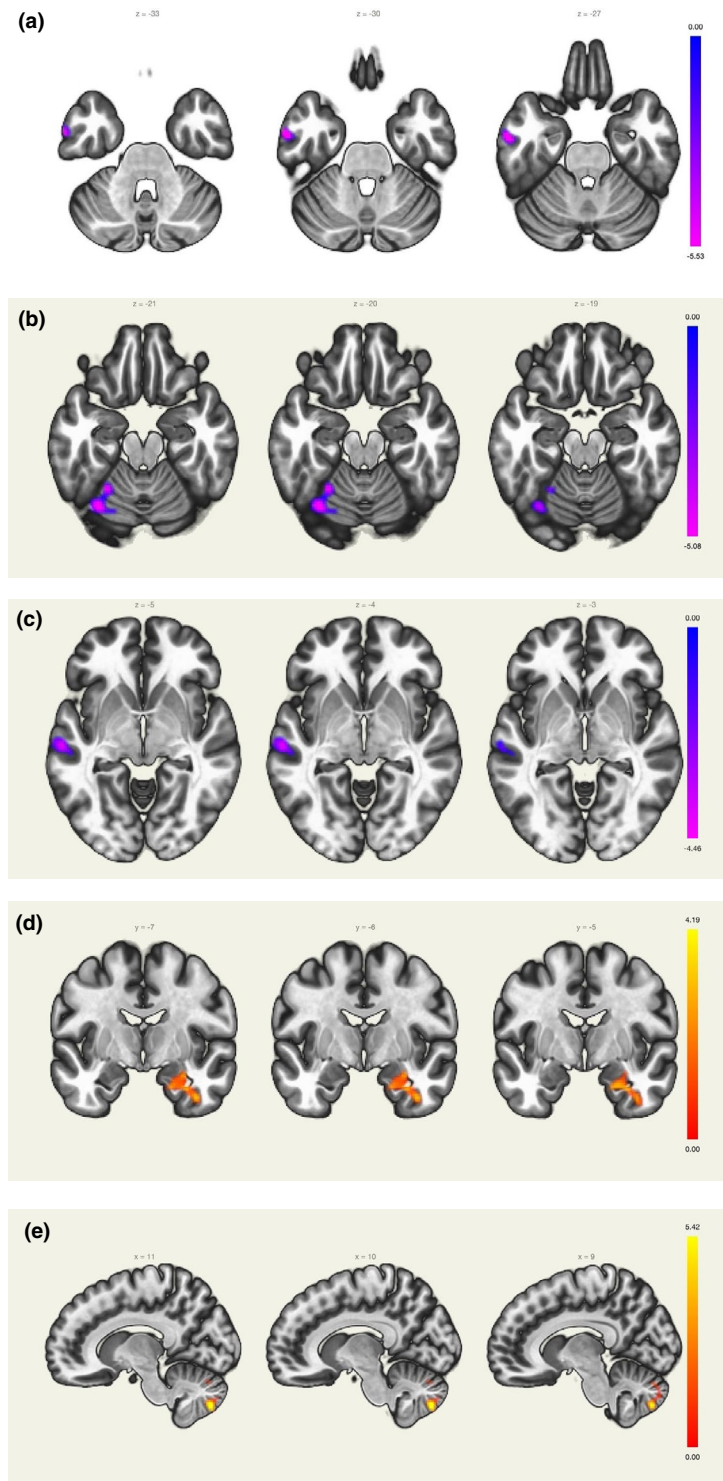 (a)
z = -33
z = -30
z = -27
0.00
-5.53
(b)
z = -21
z = -20
z = -19
0.00
-5.08
(c)
z = -5
z = -4
z = -3
0.00
-4.46
(d)
y = -7
y = -6
y = -5
4.19
0.00
(e)
x = 11
x = 10
x = 9
5.42
0.00